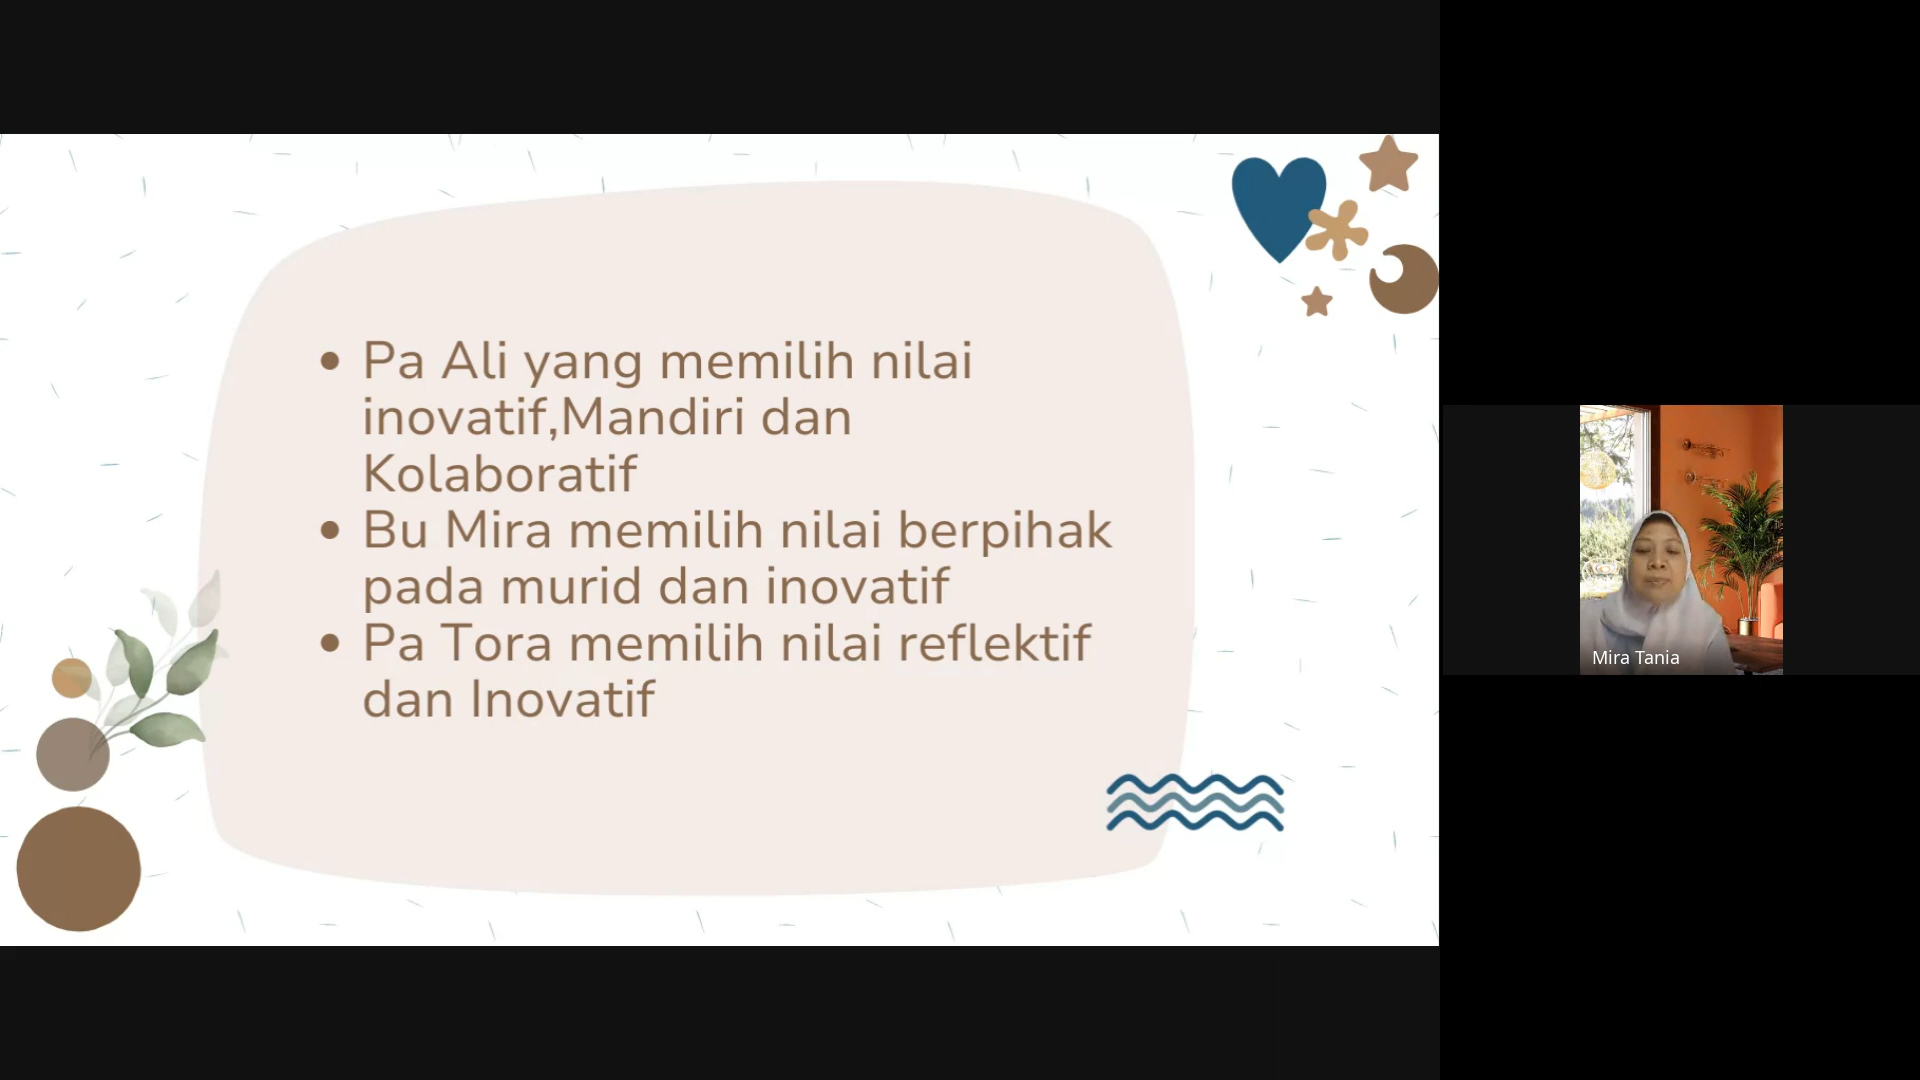 • Pa Ali yang memilih nilai
inovatif,Mandiri dan
Kolaboratif
• Bu Mira memilih nilai berpihak
pada murid dan inovatif
• Pa Tora memilih nilai reflektif
dan Inovatif
Mira Tania